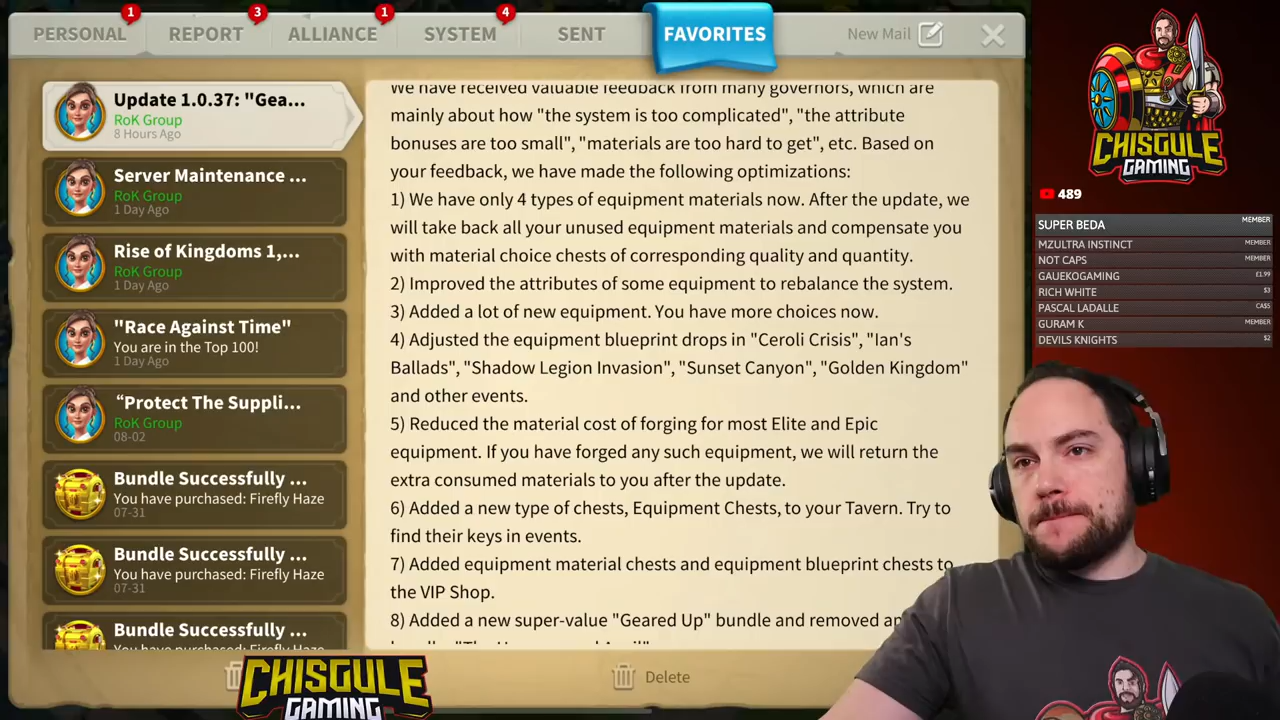 PERSONAL
1
REPORT
3
ALLIANCE
1
SYSTEM
4
SENT
FAVORITES
New Mail
Update 1.0.37: "Gea...
RoK Group
8 Hours Ago
Server Maintenance ...
RoK Group
1 Day Ago
Rise of Kingdoms 1,...
RoK Group
1 Day Ago
"Race Against Time"
You are in the Top 100!
1 Day Ago
“Protect The Suppli...
RoK Group
08-02
Bundle Successfully ...
You have purchased: Firefly Haze
07-31
Bundle Successfully ...
You have purchased: Firefly Haze
07-31
Bundle Successfully ...
You have purchased: Firefly Haze
We have received valuable feedback from many governors, which are
mainly about how "the system is too complicated", "the attribute
bonuses are too small", "materials are too hard to get", etc. Based on
your feedback, we have made the following optimizations:
1) We have only 4 types of equipment materials now. After the update, we
will take back all your unused equipment materials and compensate you
with material choice chests of corresponding quality and quantity.
2) Improved the attributes of some equipment to rebalance the system.
3) Added a lot of new equipment. You have more choices now.
4) Adjusted the equipment blueprint drops in "Ceroli Crisis", "Ian's
Ballads", "Shadow Legion Invasion", "Sunset Canyon", "Golden Kingdom"
and other events.
5) Reduced the material cost of forging for most Elite and Epic
equipment. If you have forged any such equipment, we will return the
extra consumed materials to you after the update.
6) Added a new type of chests, Equipment Chests, to your Tavern. Try to
find their keys in events.
7) Added equipment material chests and equipment blueprint chests to
the VIP Shop.
8) Added a new super-value "Geared Up" bundle and removed
Delete
CHISGULE
GAMING
CHISGULE
GAMING
489
SUPER BEDA MEMBER
MZULTRA INSTINCT MEMBER
NOT CAPS MEMBER
GAUEKOGAMING £1.99
RICH WHITE $3
PASCAL LADALLE CA$5
GURAM K MEMBER
DEVILS KNIGHTS $2